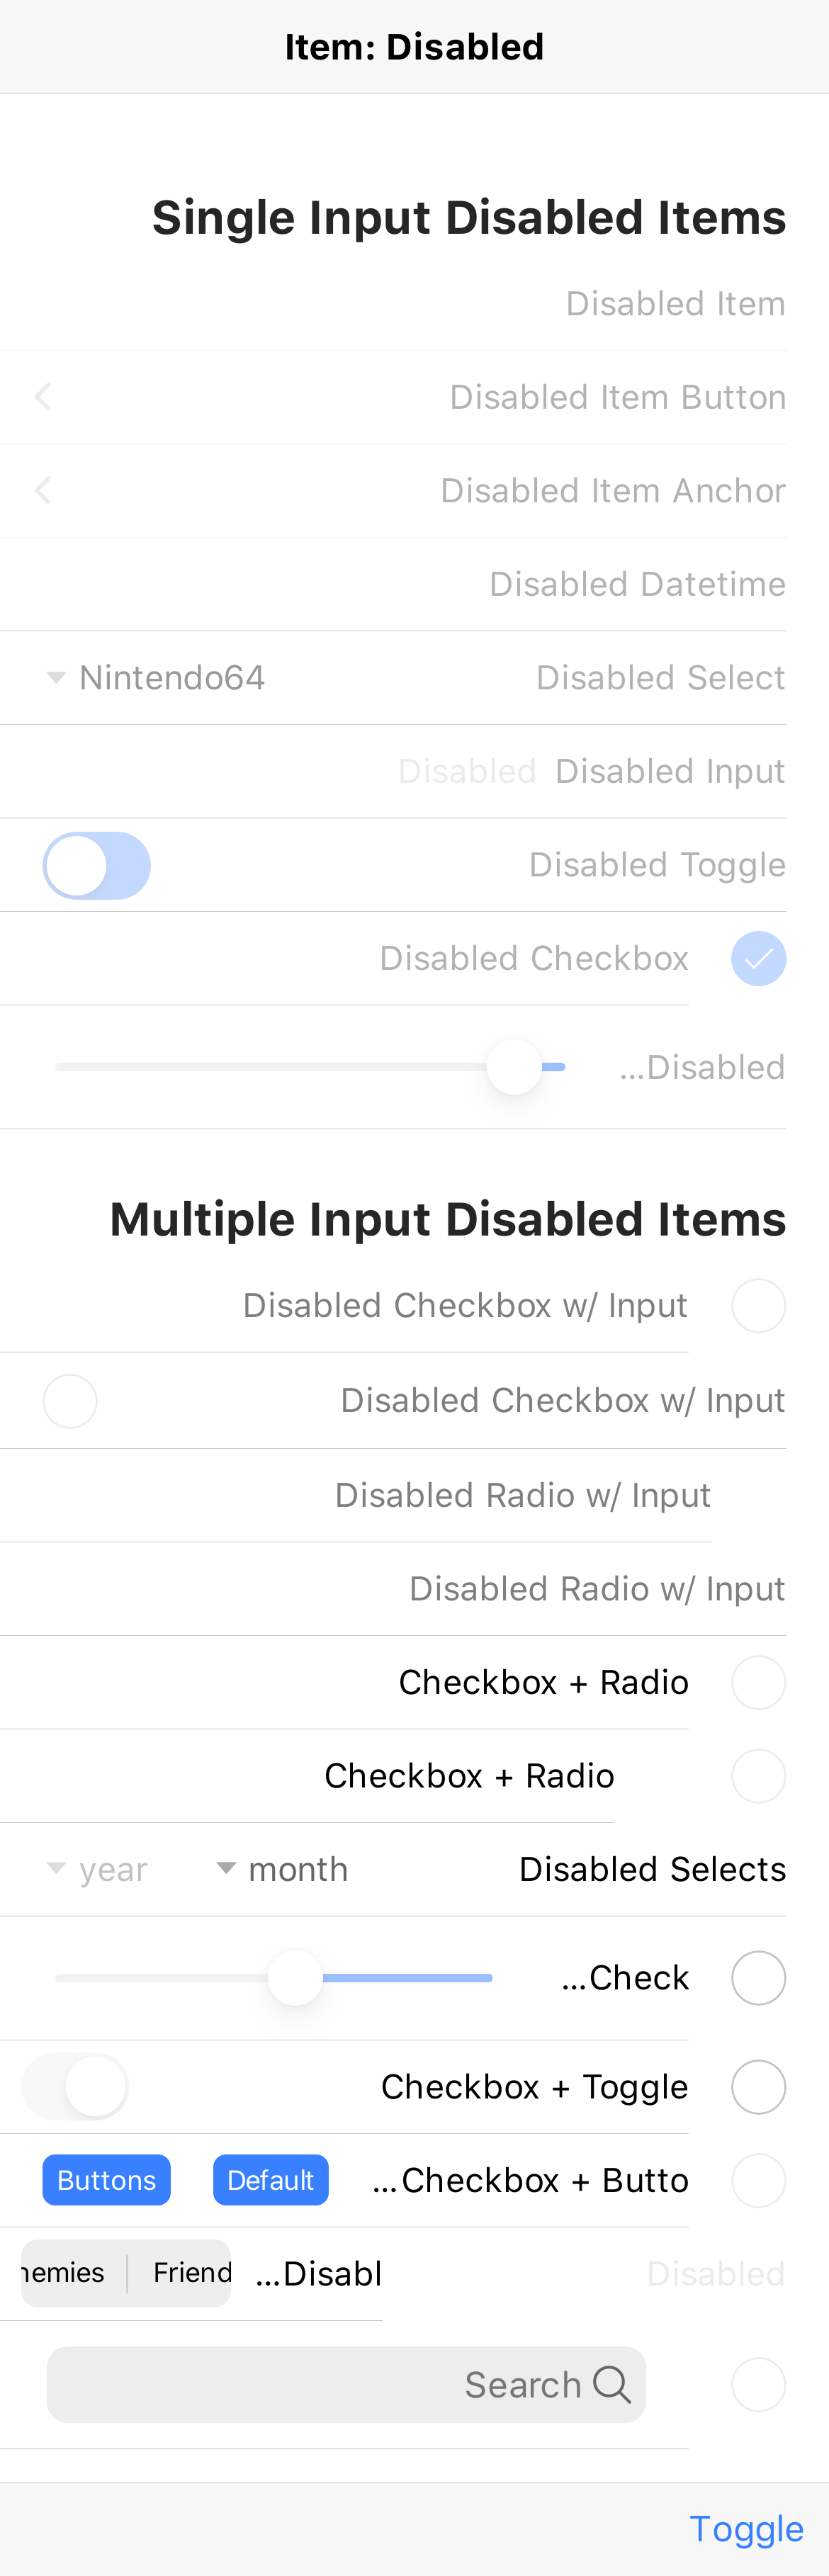 Item: Disabled
Single Input Disabled Items
Disabled Item
Disabled Item Button
Disabled Item Anchor
Disabled Datetime
Disabled Select Nintendo64
Disabled Input Disabled
Disabled Toggle
Disabled Checkbox
...Disabled
Multiple Input Disabled Items
Disabled Checkbox w/ Input
Disabled Checkbox w/ Input
Disabled Radio w/ Input
Disabled Radio w/ Input
Checkbox + Radio
Checkbox + Radio
Disabled Selects month year
...Check
Checkbox + Toggle
...Checkbox + Butto Default Buttons
Disabled ...Disabl Friend nemies
Search
Toggle